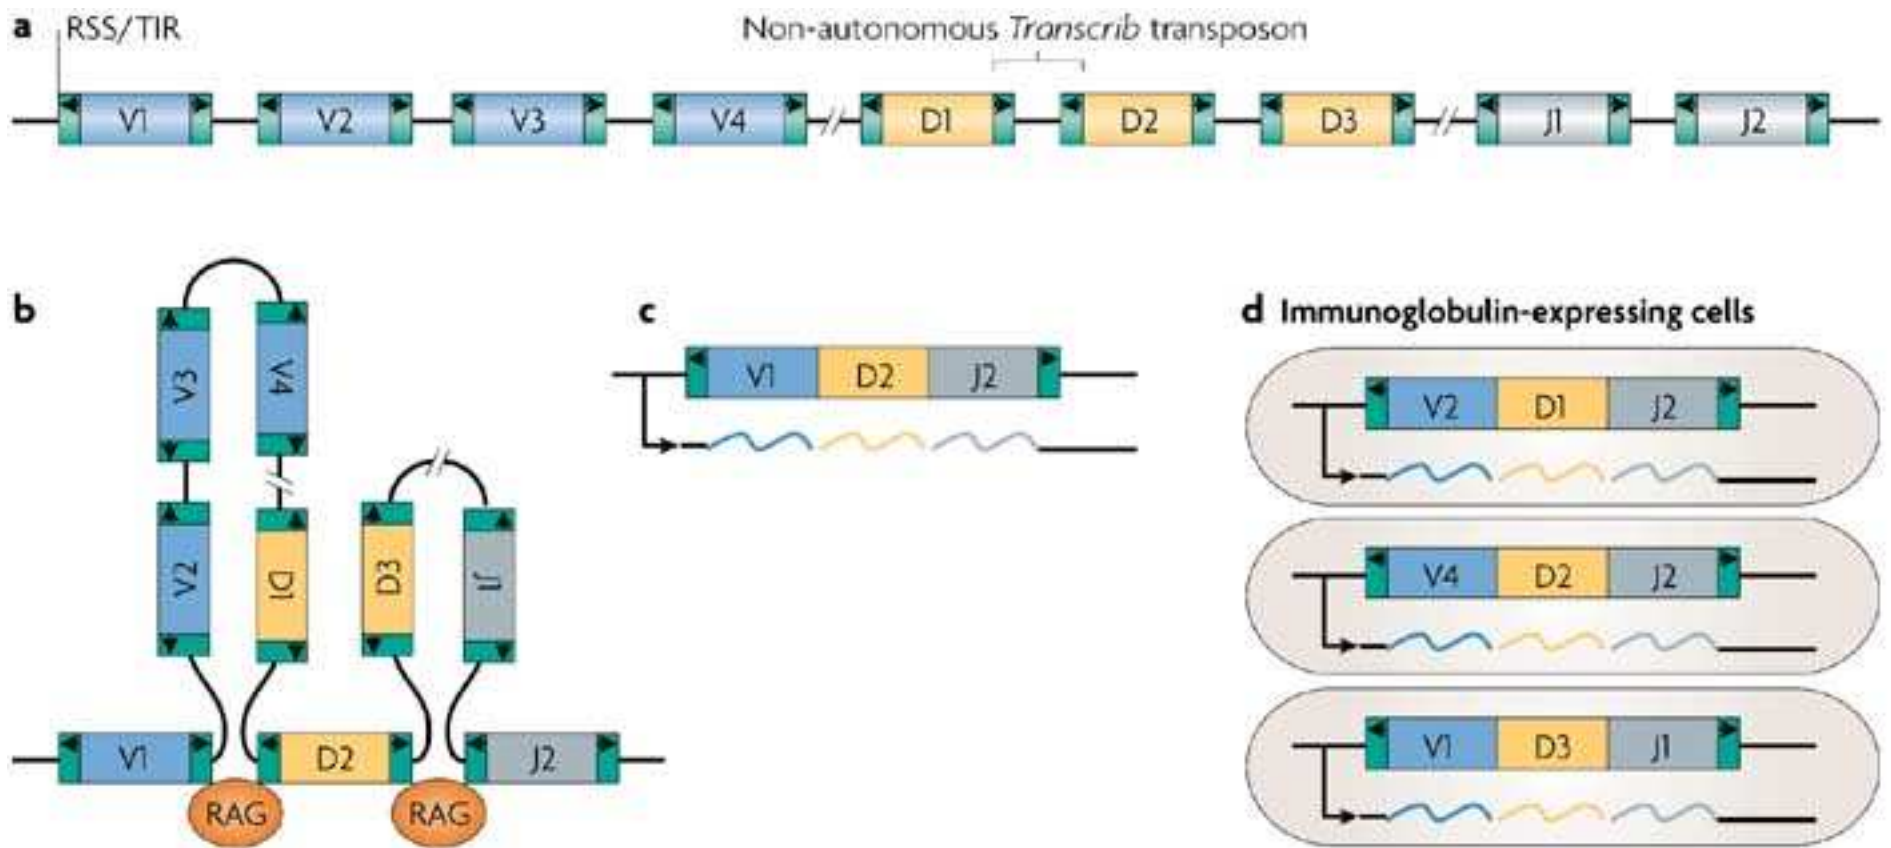 a RSS/TIR Non-autonomous Transcrib transposon
V1 V2 V3 V4 D1 D2 D3 J1 J2
b
V3 V4
V2 D1 D3 J1
V1 D2 J2
RAG RAG
c
V1 D2 J2
d Immunoglobulin-expressing cells
V2 D1 J2
V4 D2 J2
V1 D3 J1